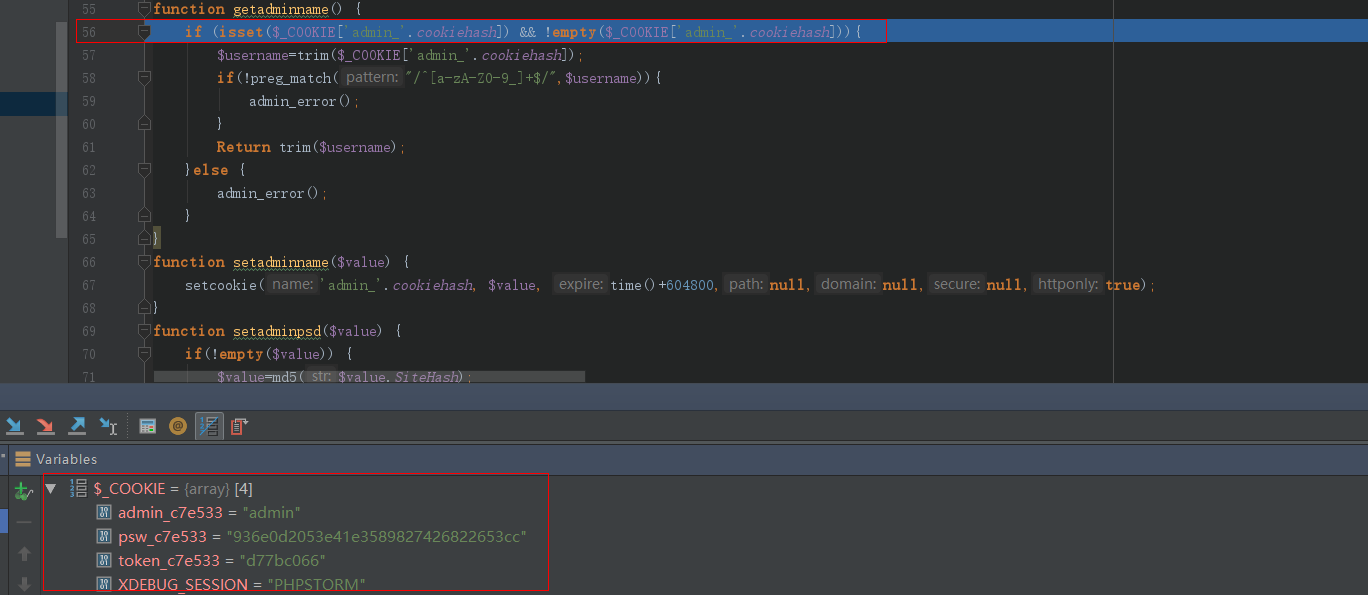 55 function getadminname() {
56 if (isset($_COOKIE['admin_'.cookiehash]) && !empty($_COOKIE['admin_'.cookiehash])){
57 $username=trim($_COOKIE['admin_'.cookiehash]);
58 if(!preg_match( pattern: "/^[a-zA-Z0-9_]+$/",$username)){
59 admin_error();
60 }
61 Return trim($username);
62 }else {
63 admin_error();
64 }
65 }
66 function setadminname($value) {
67 setcookie( name: 'admin_'.cookiehash, $value, expire: time()+604800, path: null, domain: null, secure: null, httponly: true);
68 }
69 function setadminpsd($value) {
70 if(!empty($value)) {
71 $value=md5( str: $value.SiteHash);
Variables
$_COOKIE = {array} [4]
admin_c7e533 = "admin"
psw_c7e533 = "936e0d2053e41e3589827426822653cc"
token_c7e533 = "d77bc066"
XDEBUG_SESSION = "PHPSTORM"